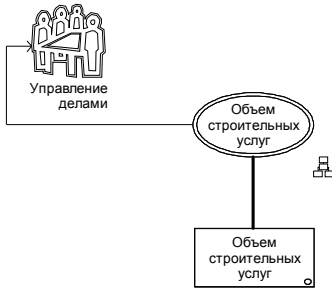 Управление
делами
Объем
строительных
услуг
Объем
строительных
услуг